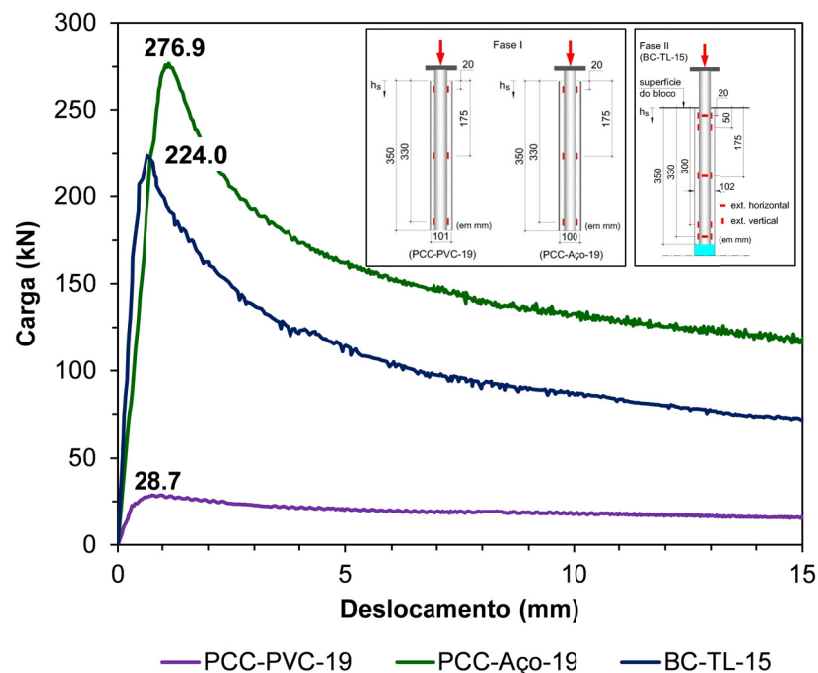 300
250
200
150
100
50
0
Carga (kN)
276.9
224.0
28.7
Fase I
20
hs
175
330
350
101
(em mm)
(PCC-PVC-19)
20
hs
175
330
350
100
(em mm)
(PCC-Aço-19)
Fase II
(BC-TL-15)
superfície
do bloco
20
hs
50
175
300
330
350
102
ext. horizontal
ext. vertical
(em mm)
0
5
10
15
Deslocamento (mm)
PCC-PVC-19
PCC-Aço-19
BC-TL-15